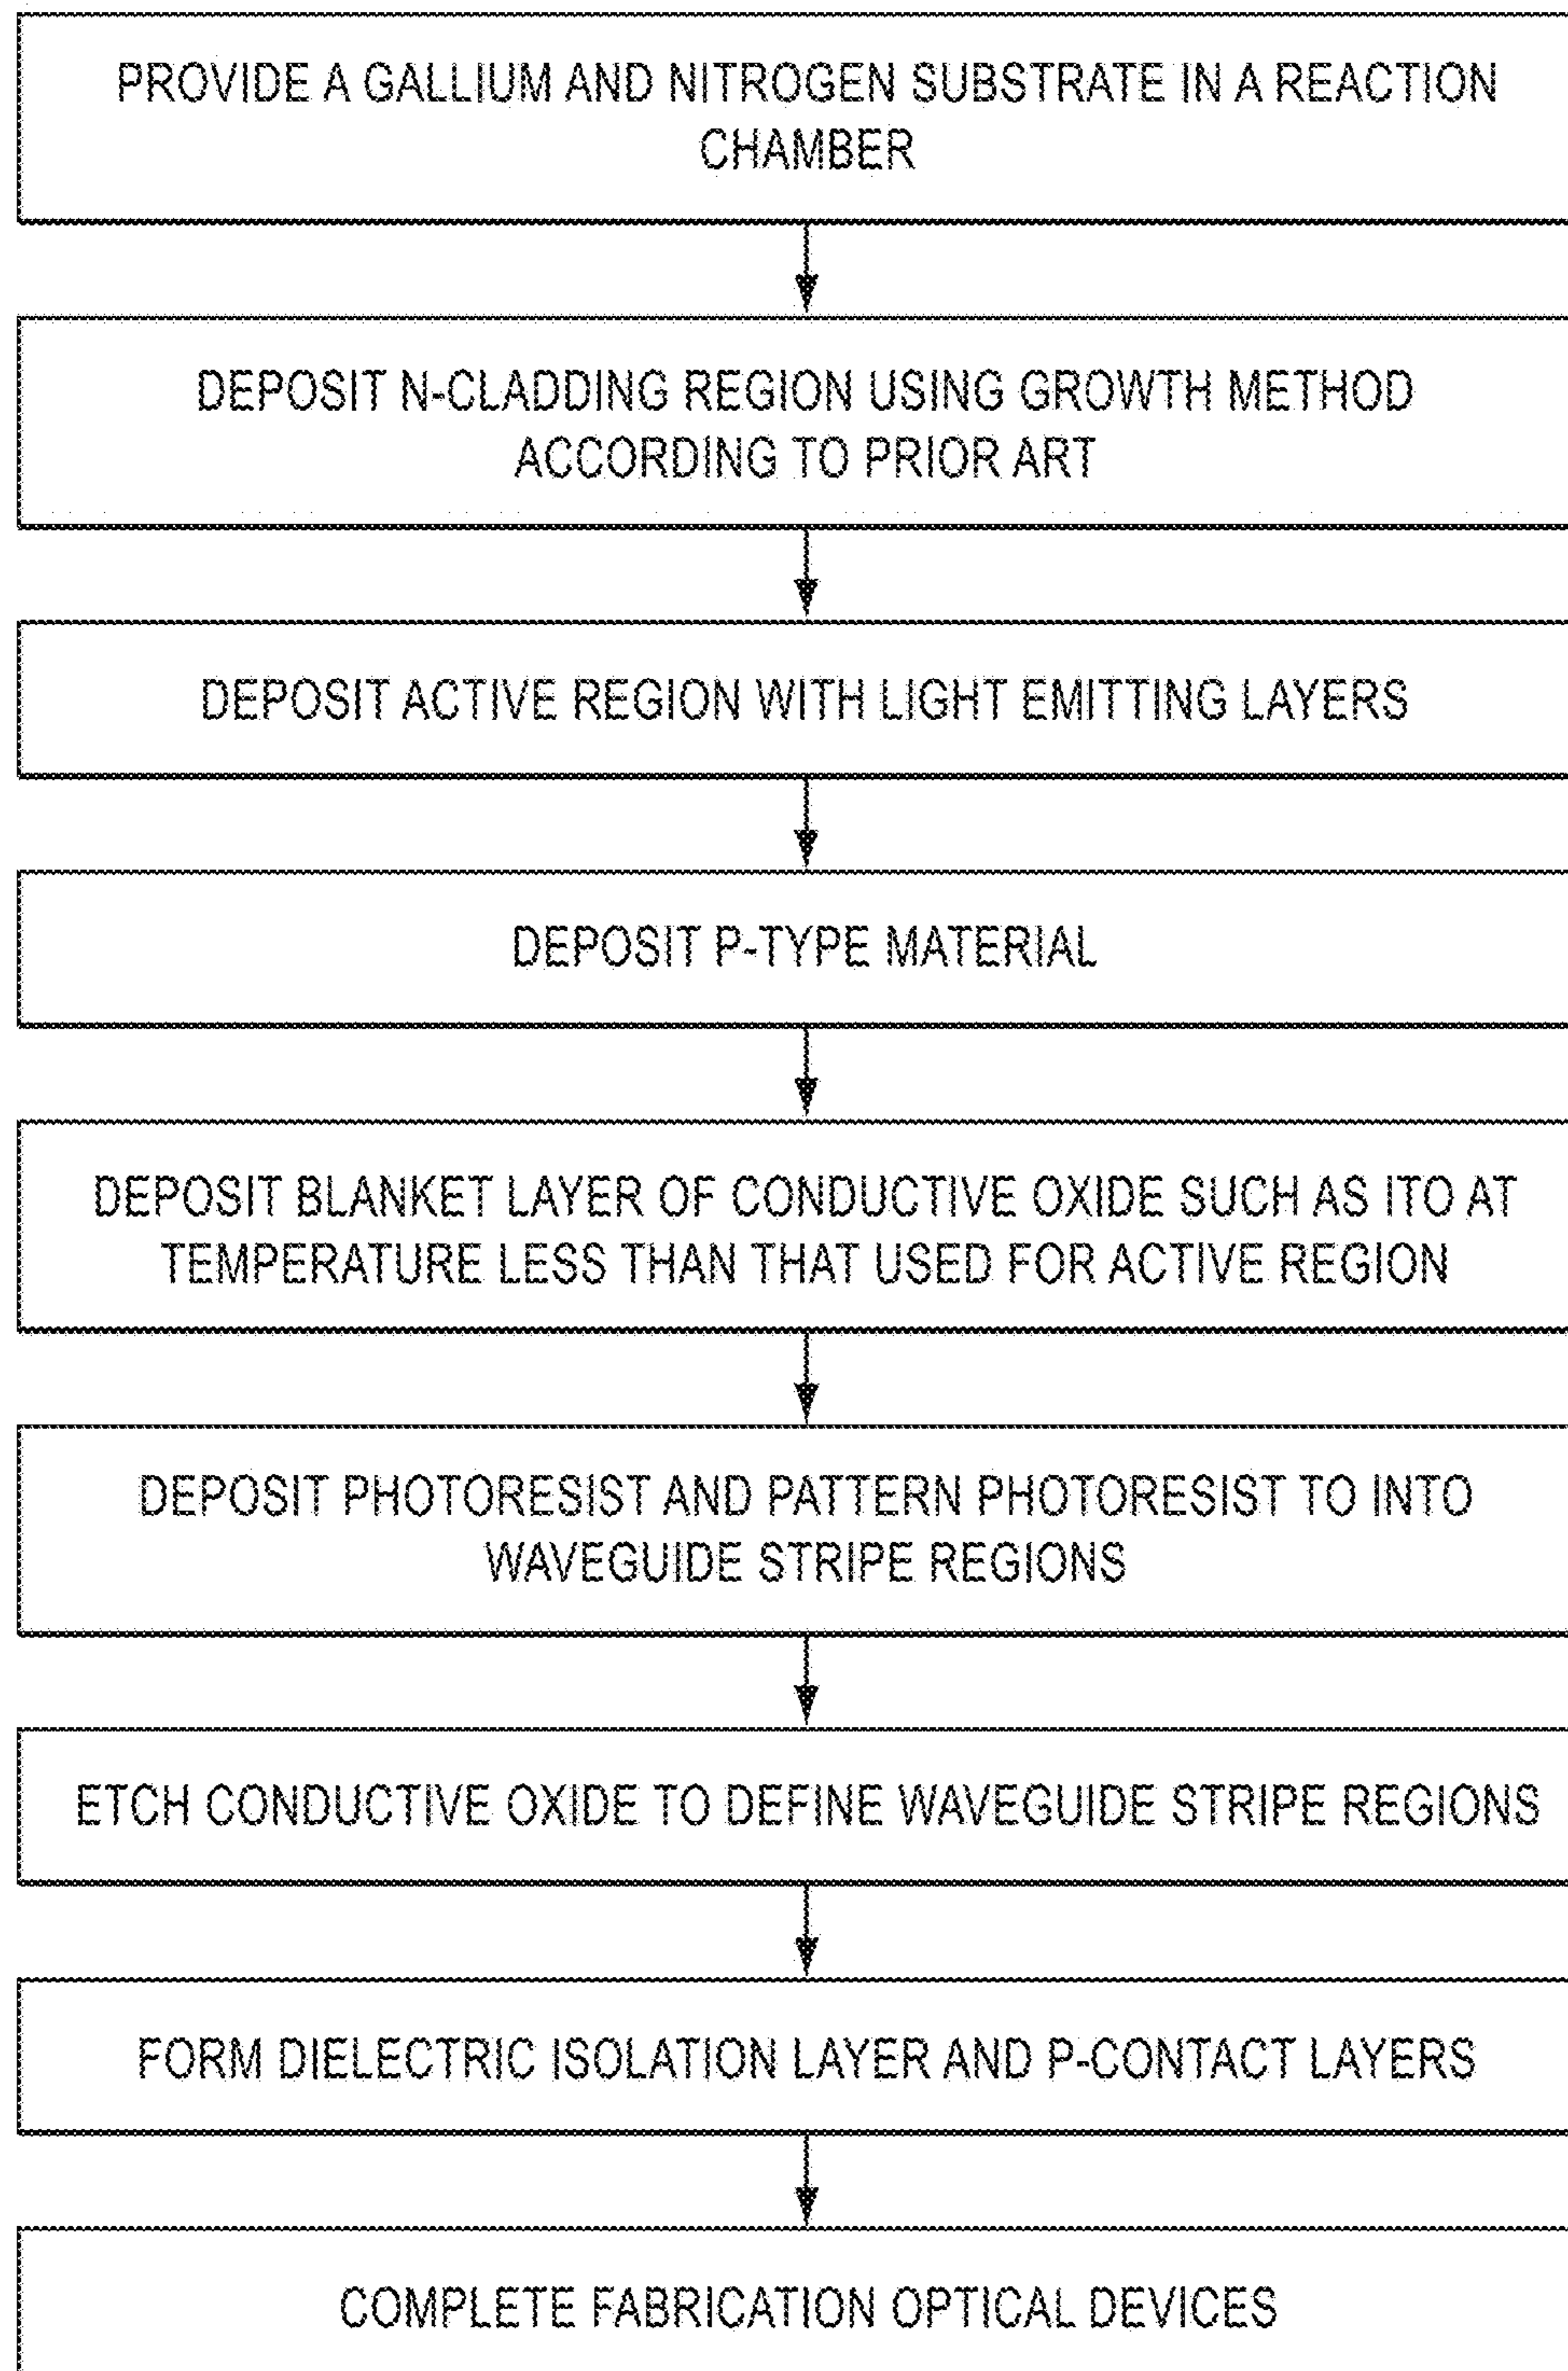 PROVIDE A GALLIUM AND NITROGEN SUBSTRATE IN A REACTION
CHAMBER
DEPOSIT N-CLADDING REGION USING GROWTH METHOD
ACCORDING TO PRIOR ART
DEPOSIT ACTIVE REGION WITH LIGHT EMITTING LAYERS
DEPOSIT P-TYPE MATERIAL
DEPOSIT BLANKET LAYER OF CONDUCTIVE OXIDE SUCH AS ITO AT
TEMPERATURE LESS THAN THAT USED FOR ACTIVE REGION
DEPOSIT PHOTORESIST AND PATTERN PHOTORESIST TO INTO
WAVEGUIDE STRIPE REGIONS
ETCH CONDUCTIVE OXIDE TO DEFINE WAVEGUIDE STRIPE REGIONS
FORM DIELECTRIC ISOLATION LAYER AND P-CONTACT LAYERS
COMPLETE FABRICATION OPTICAL DEVICES